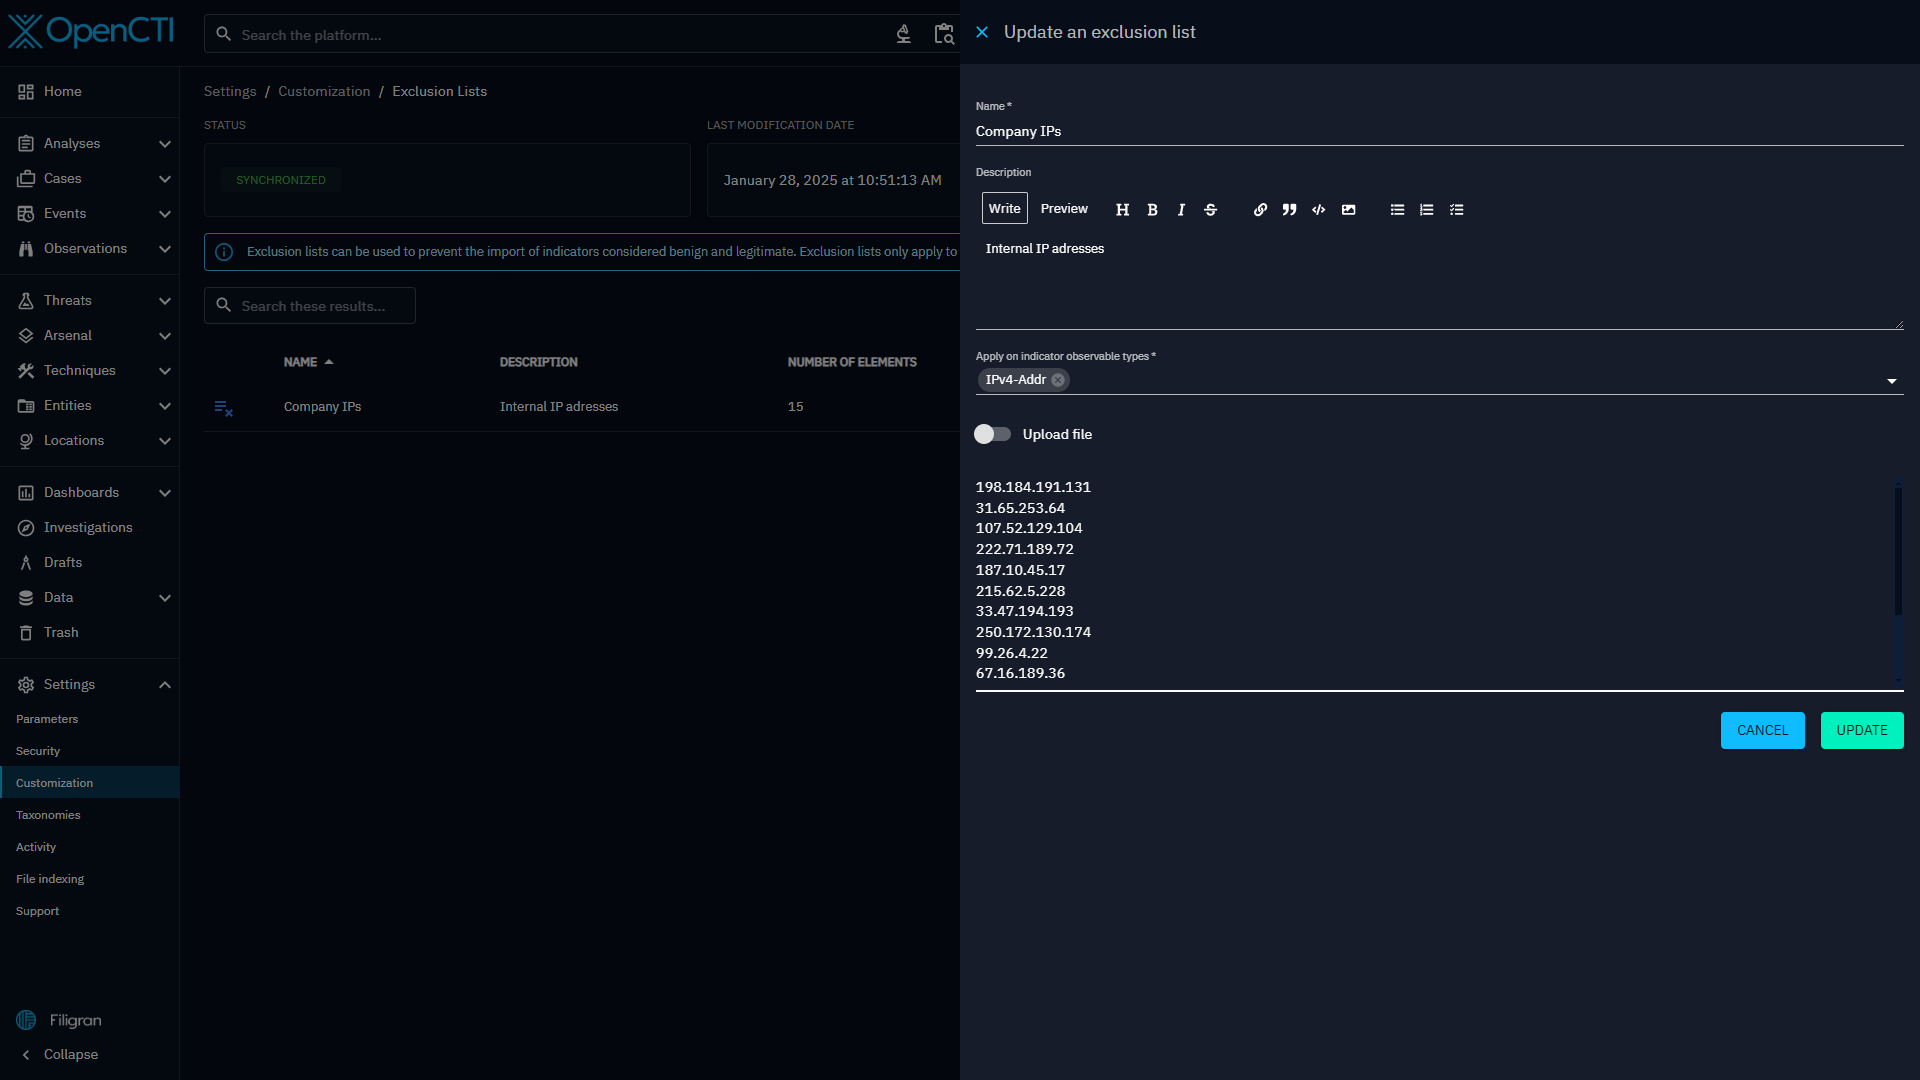 OpenCTI
Search the platform...
Home
Analyses
Cases
Events
Observations
Threats
Arsenal
Techniques
Entities
Locations
Dashboards
Investigations
Drafts
Data
Trash
Settings
Parameters
Security
Customization
Taxonomies
Activity
File indexing
Support
Filigran
Collapse
Settings / Customization / Exclusion Lists
STATUS
SYNCHRONIZED
LAST MODIFICATION DATE
January 28, 2025 at 10:51:13 AM
Exclusion lists can be used to prevent the import of indicators considered benign and legitimate. Exclusion lists only apply to
Search these results...
NAME DESCRIPTION NUMBER OF ELEMENTS
Company IPs Internal IP adresses 15
Update an exclusion list
Name *
Company IPs
Description
Write Preview
Internal IP adresses
Apply on indicator observable types *
IPv4-Addr
Upload file
198.184.191.131
31.65.253.64
107.52.129.104
222.71.189.72
187.10.45.17
215.62.5.228
33.47.194.193
250.172.130.174
99.26.4.22
67.16.189.36
CANCEL UPDATE